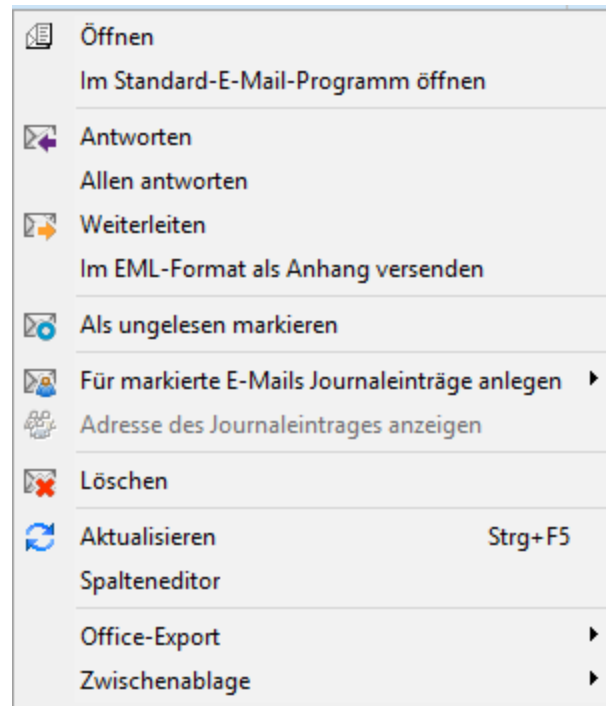 Öffnen
Im Standard-E-Mail-Programm öffnen
Antworten
Allen antworten
Weiterleiten
Im EML-Format als Anhang versenden
Als ungelesen markieren
Für markierte E-Mails Journaleinträge anlegen
Adresse des Journaleintrages anzeigen
Löschen
Aktualisieren Strg+F5
Spalteneditor
Office-Export
Zwischenablage